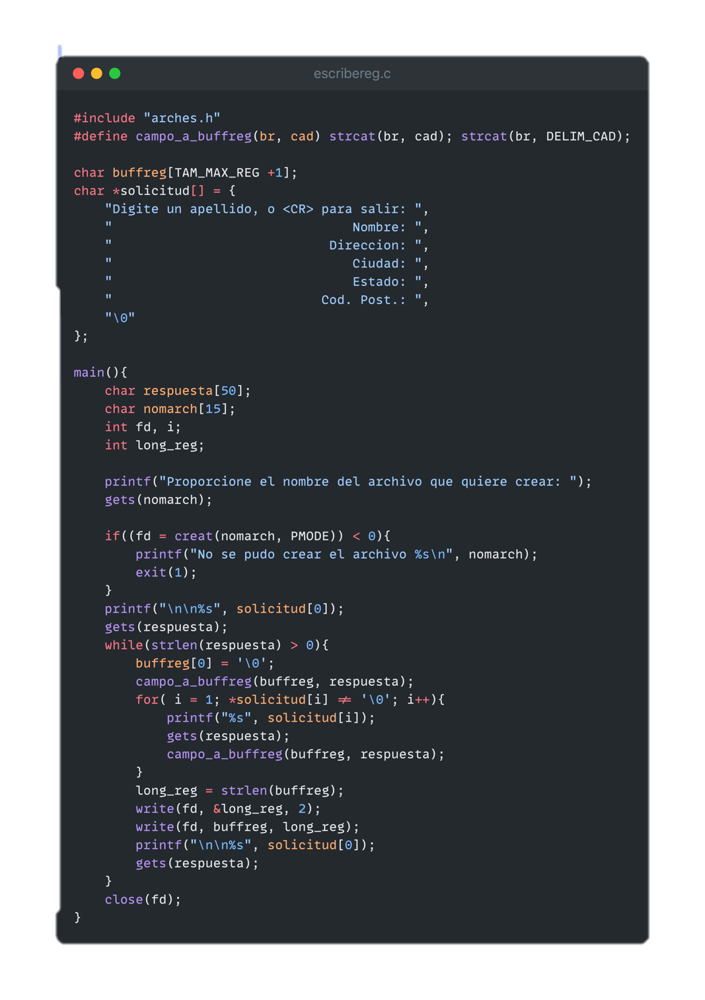 escribereg.c
#include "arches.h"
#define campo_a_buffreg(br, cad) strcat(br, cad); strcat(br, DELIM_CAD);
char buffreg[TAM_MAX_REG +1];
char *solicitud[] = {
    "Digite un apellido, o <CR> para salir: ",
    "                               Nombre: ",
    "                            Direccion: ",
    "                               Ciudad: ",
    "                               Estado: ",
    "                           Cod. Post.: ",
    "\0"
};
main(){
    char respuesta[50];
    char nomarch[15];
    int fd, i;
    int long_reg;
    printf("Proporcione el nombre del archivo que quiere crear: ");
    gets(nomarch);
    if((fd = creat(nomarch, PMODE)) < 0){
        printf("No se pudo crear el archivo %s\n", nomarch);
        exit(1);
    }
    printf("\n\n%s", solicitud[0]);
    gets(respuesta);
    while(strlen(respuesta) > 0){
        buffreg[0] = '\0';
        campo_a_buffreg(buffreg, respuesta);
        for( i = 1; *solicitud[i] != '\0'; i++){
            printf("%s", solicitud[i]);
            gets(respuesta);
            campo_a_buffreg(buffreg, respuesta);
        }
        long_reg = strlen(buffreg);
        write(fd, &long_reg, 2);
        write(fd, buffreg, long_reg);
        printf("\n\n%s", solicitud[0]);
        gets(respuesta);
    }
    close(fd);
}